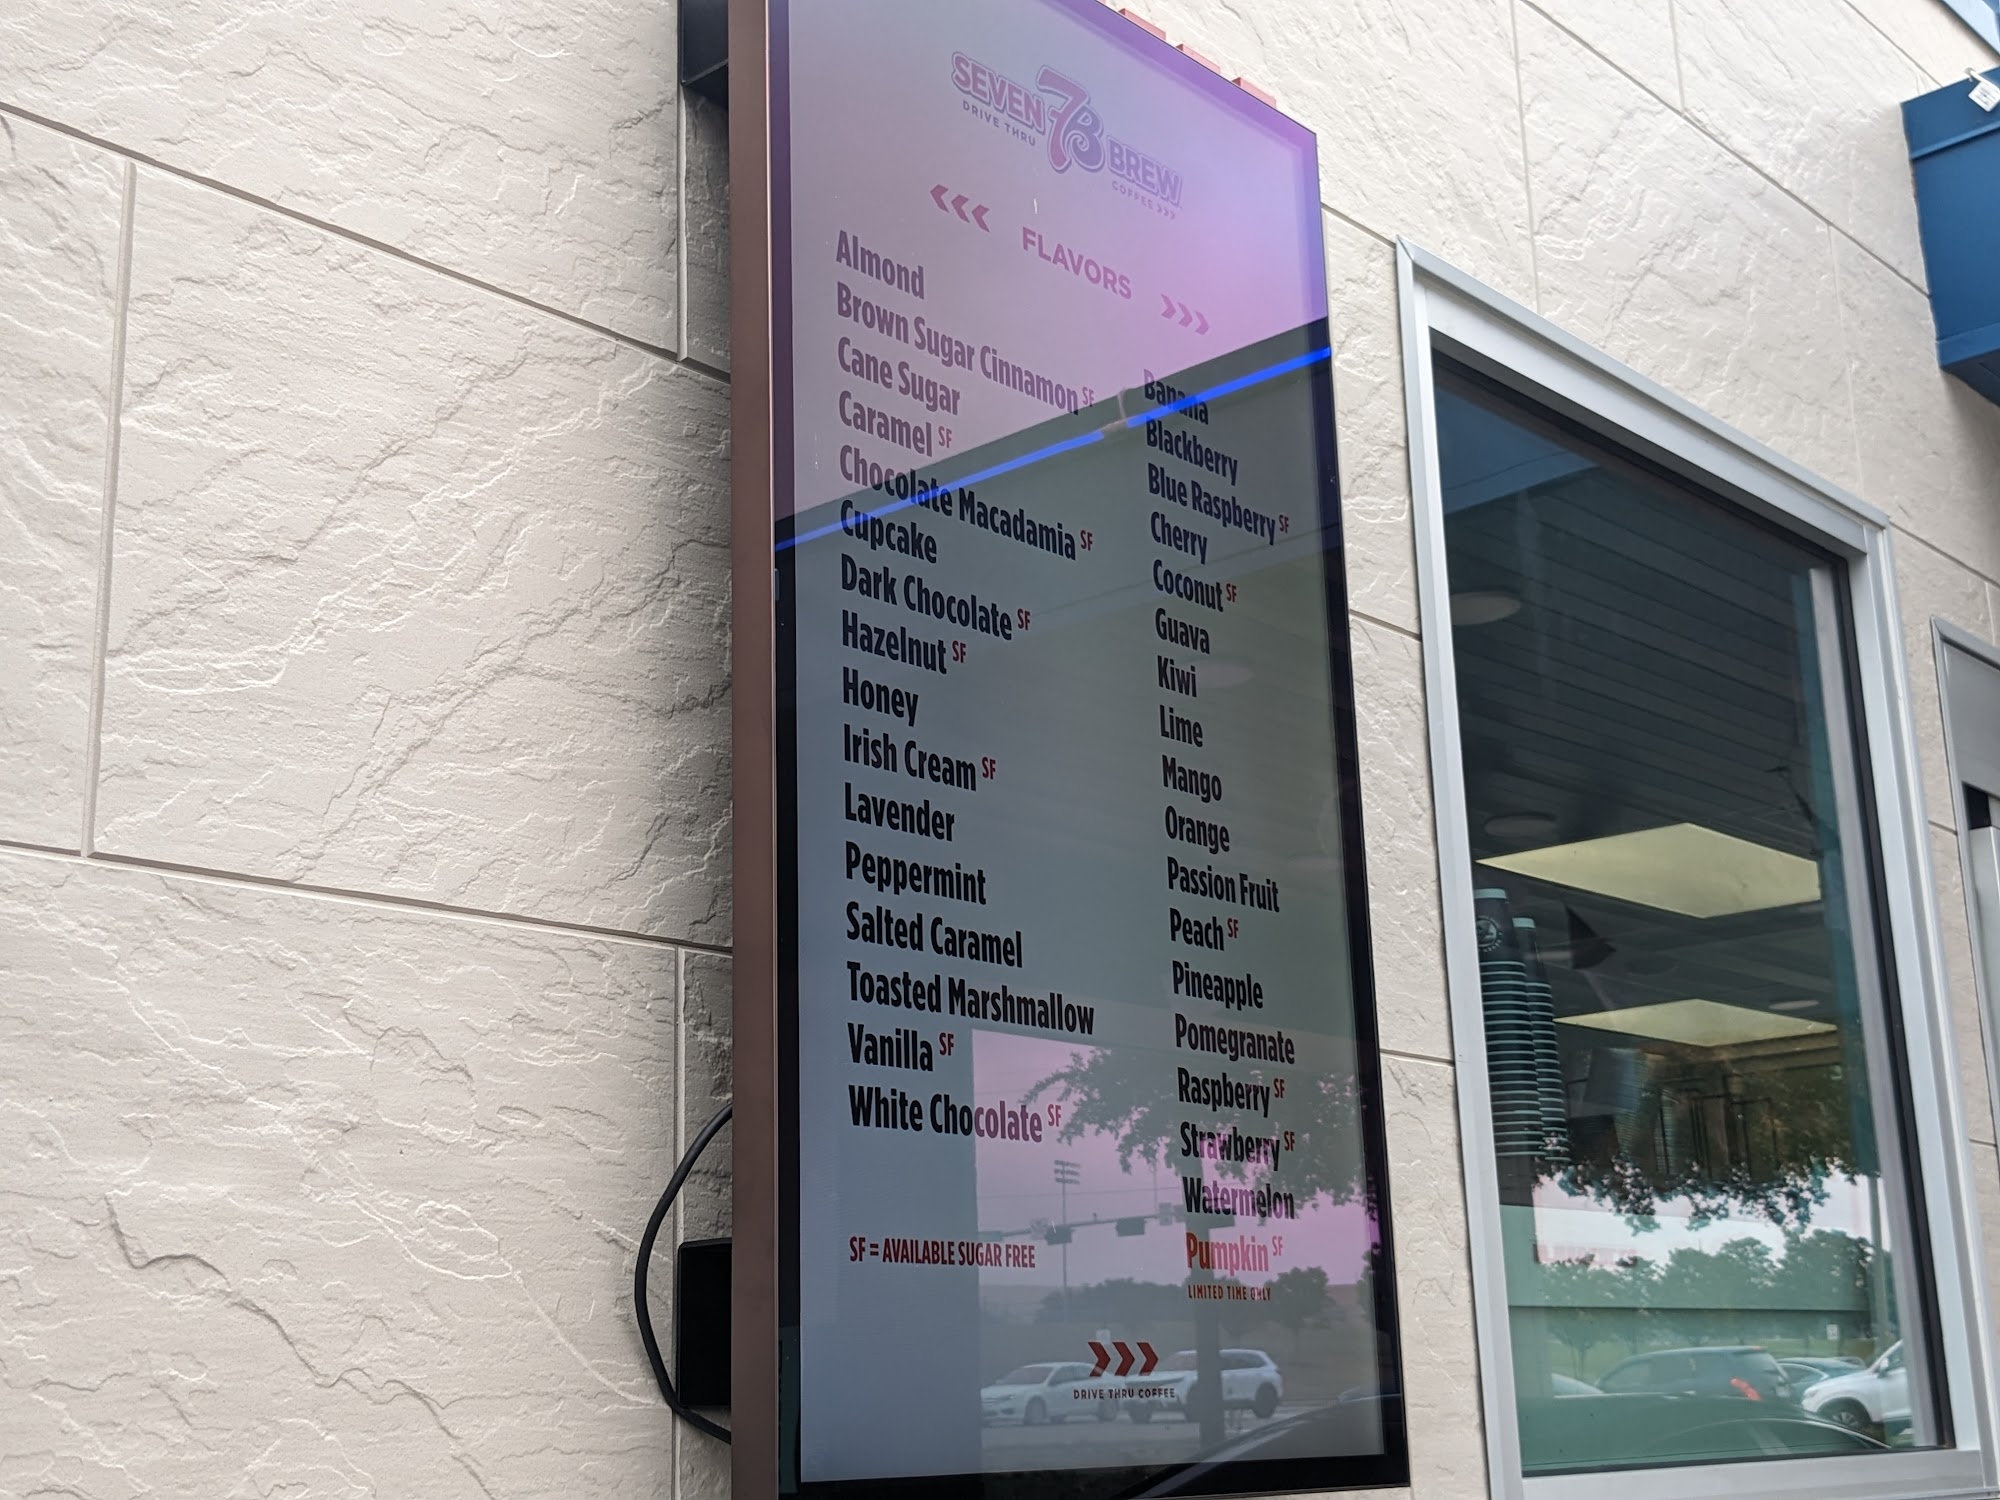 SEVEN 7B BREW
DRIVE THRU
COFFEE >>>
<<< FLAVORS >>>
Almond
Brown Sugar Cinnamon SF
Cane Sugar
Caramel SF
Chocolate Macadamia SF
Cupcake
Dark Chocolate SF
Hazelnut SF
Honey
Irish Cream SF
Lavender
Peppermint
Salted Caramel
Toasted Marshmallow
Vanilla SF
White Chocolate SF
SF = AVAILABLE SUGAR FREE
Banana
Blackberry
Blue Raspberry SF
Cherry
Coconut SF
Guava
Kiwi
Lime
Mango
Orange
Passion Fruit
Peach SF
Pineapple
Pomegranate
Raspberry SF
Strawberry SF
Watermelon
Pumpkin SF
LIMITED TIME ONLY
>>>
DRIVE THRU COFFEE